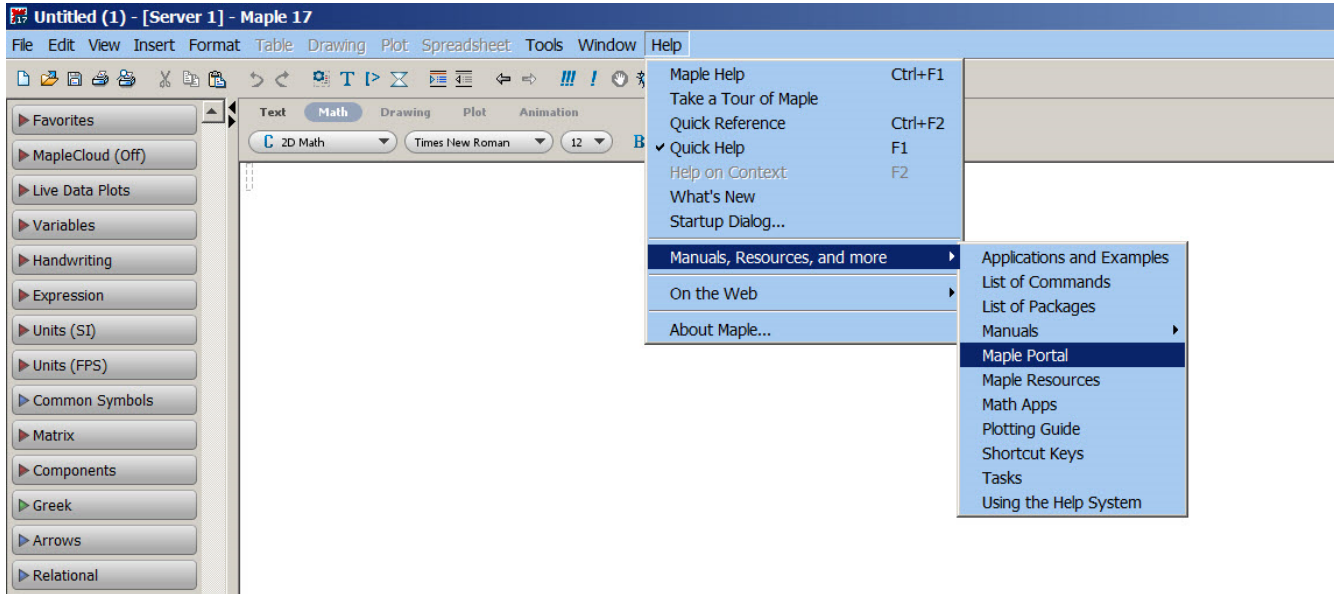 Untitled (1) - [Server 1] - Maple 17
File Edit View Insert Format Table Drawing Plot Spreadsheet Tools Window Help
Maple Help Ctrl+F1
Take a Tour of Maple
Quick Reference Ctrl+F2
Quick Help F1
Help on Context F2
What's New
Startup Dialog...
Manuals, Resources, and more
On the Web
About Maple...
Applications and Examples
List of Commands
List of Packages
Manuals
Maple Portal
Maple Resources
Math Apps
Plotting Guide
Shortcut Keys
Tasks
Using the Help System
Text Math Drawing Plot Animation
C 2D Math Times New Roman 12 B
Favorites
MapleCloud (Off)
Live Data Plots
Variables
Handwriting
Expression
Units (SI)
Units (FPS)
Common Symbols
Matrix
Components
Greek
Arrows
Relational